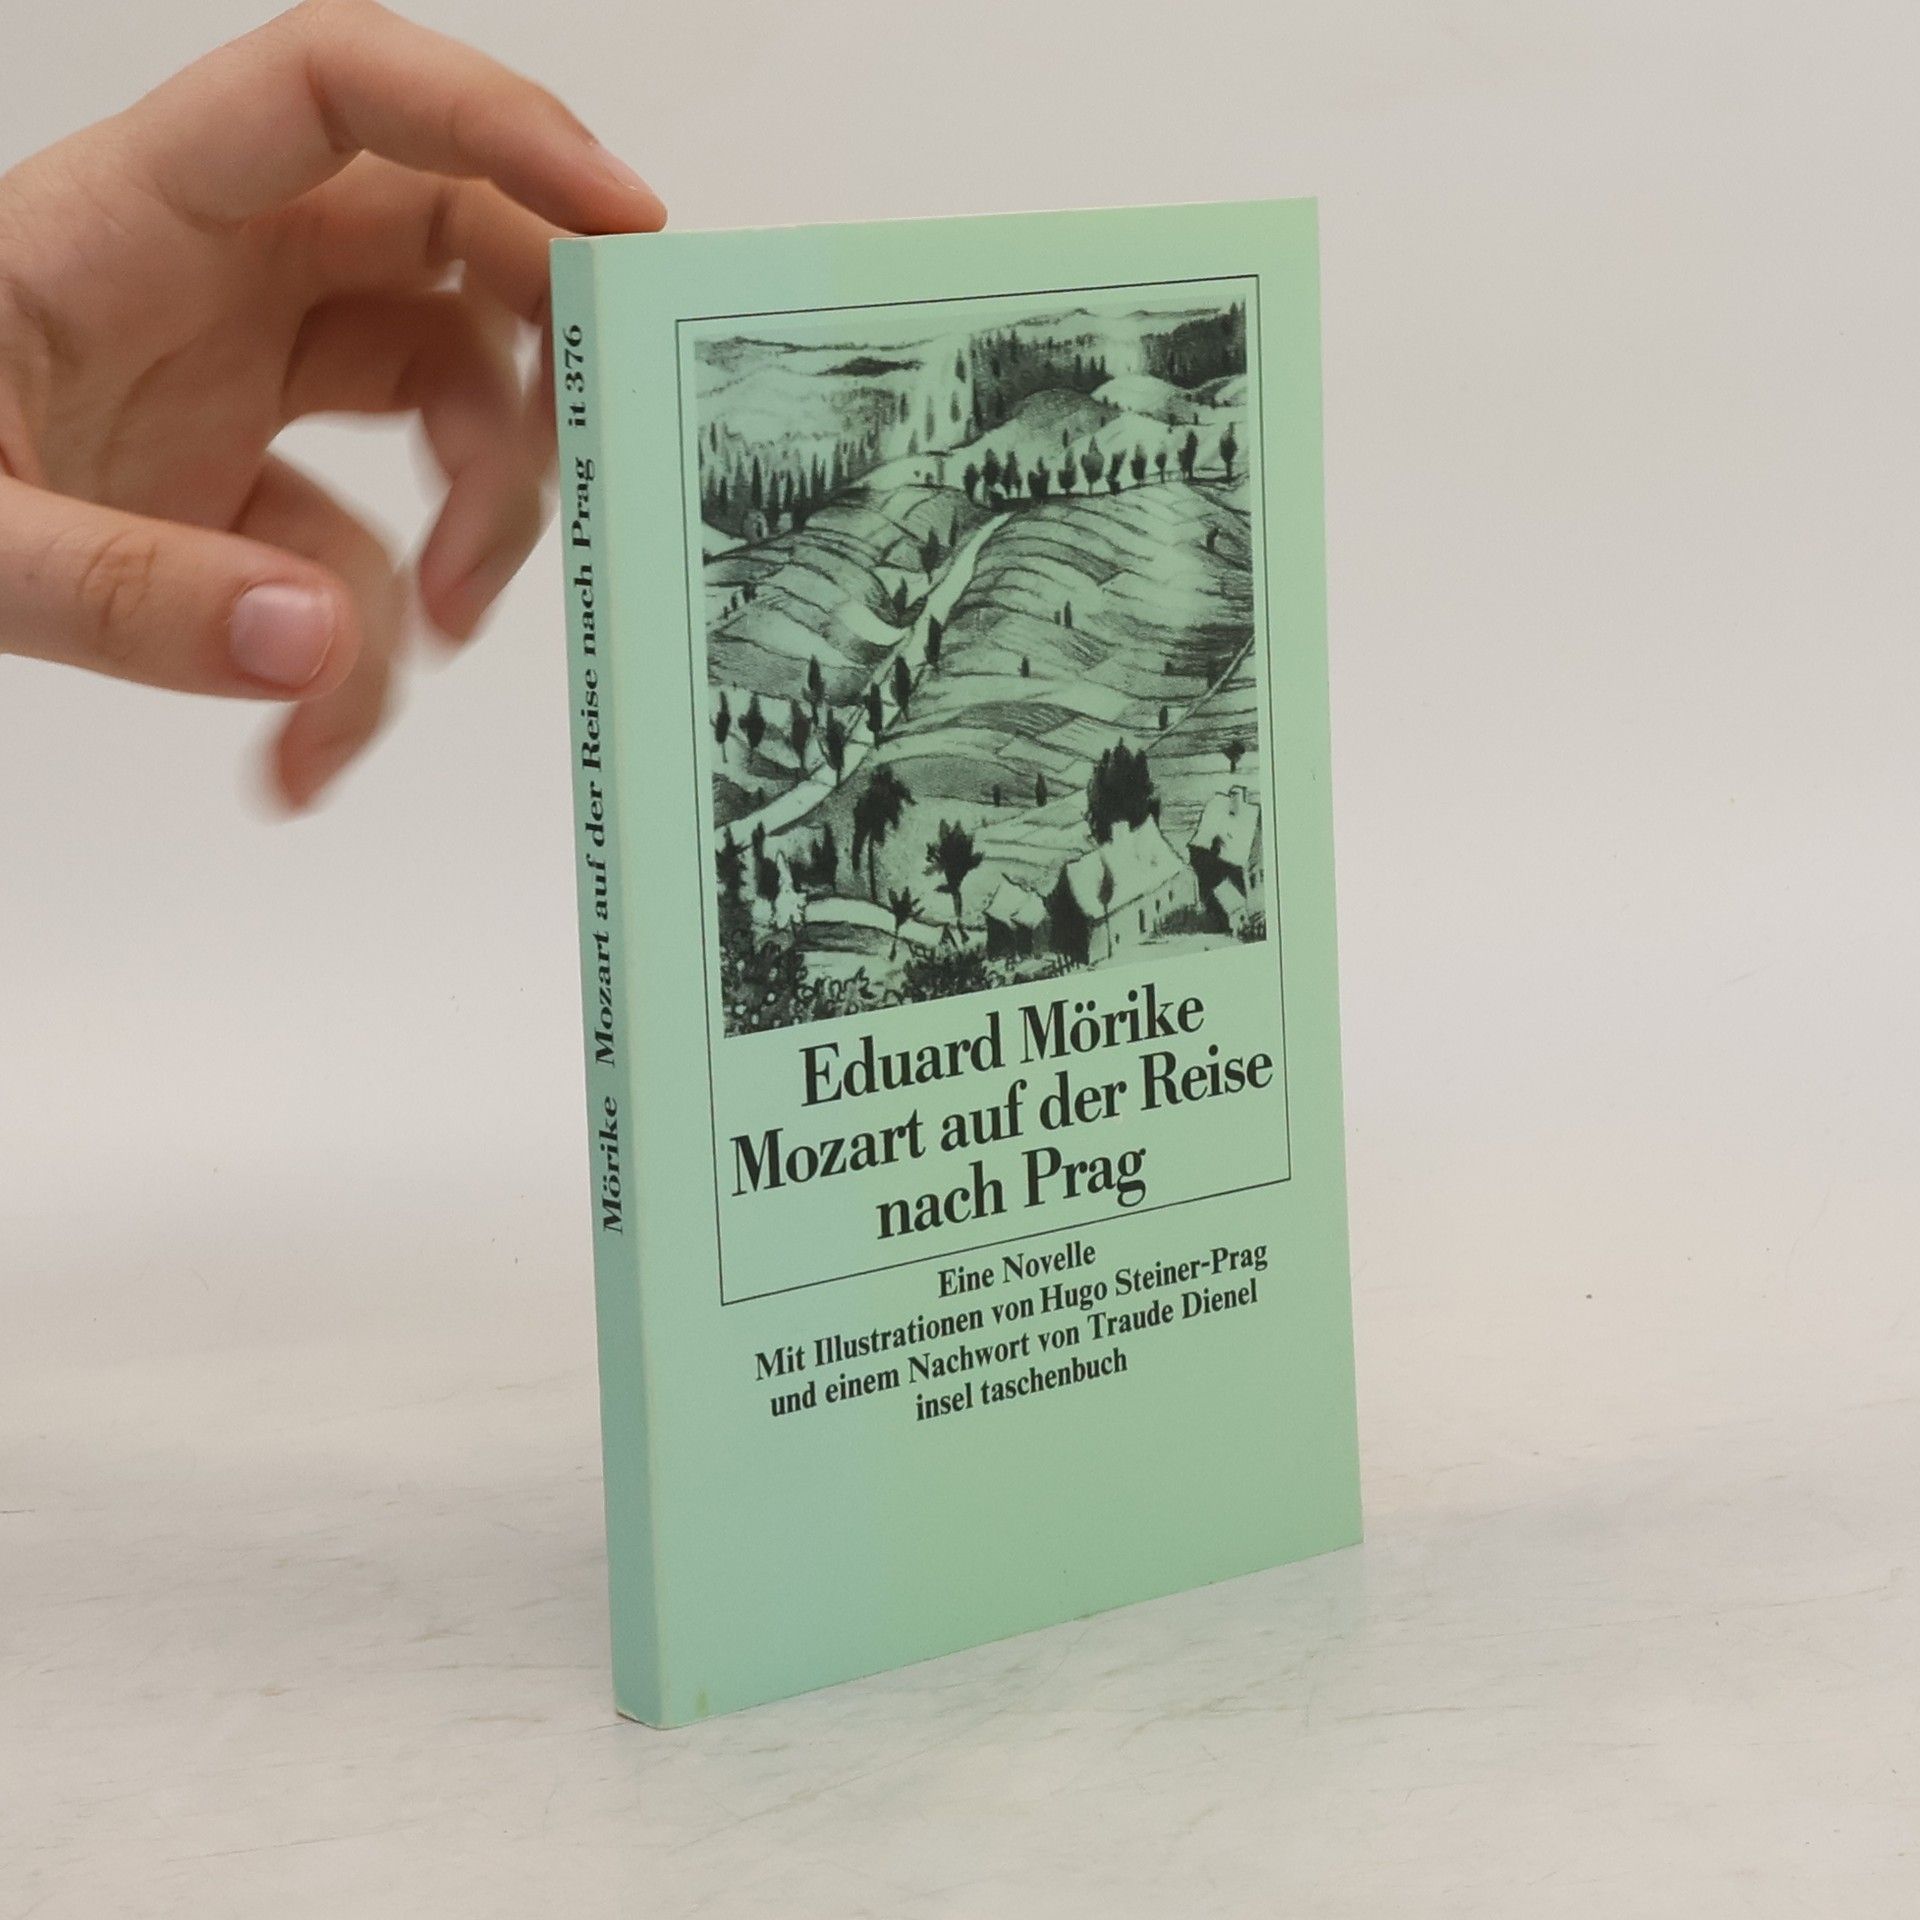 Mörike Mozart auf der Reise nach Prag it 376
Eduard Mörike
Mozart auf der Reise
nach Prag
Eine Novelle
Mit Illustrationen von Hugo Steiner-Prag
und einem Nachwort von Traude Dienel
insel taschenbuch